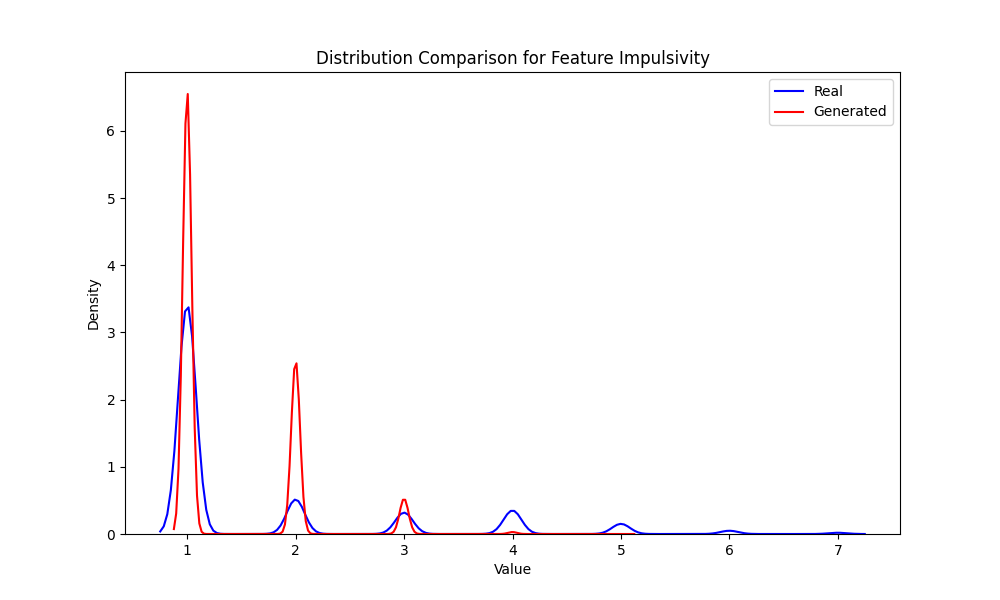 Distribution Comparison for Feature Impulsivity
Real
Generated
Density
6
5
4
3
2
1
0
1 2 3 4 5 6 7
Value